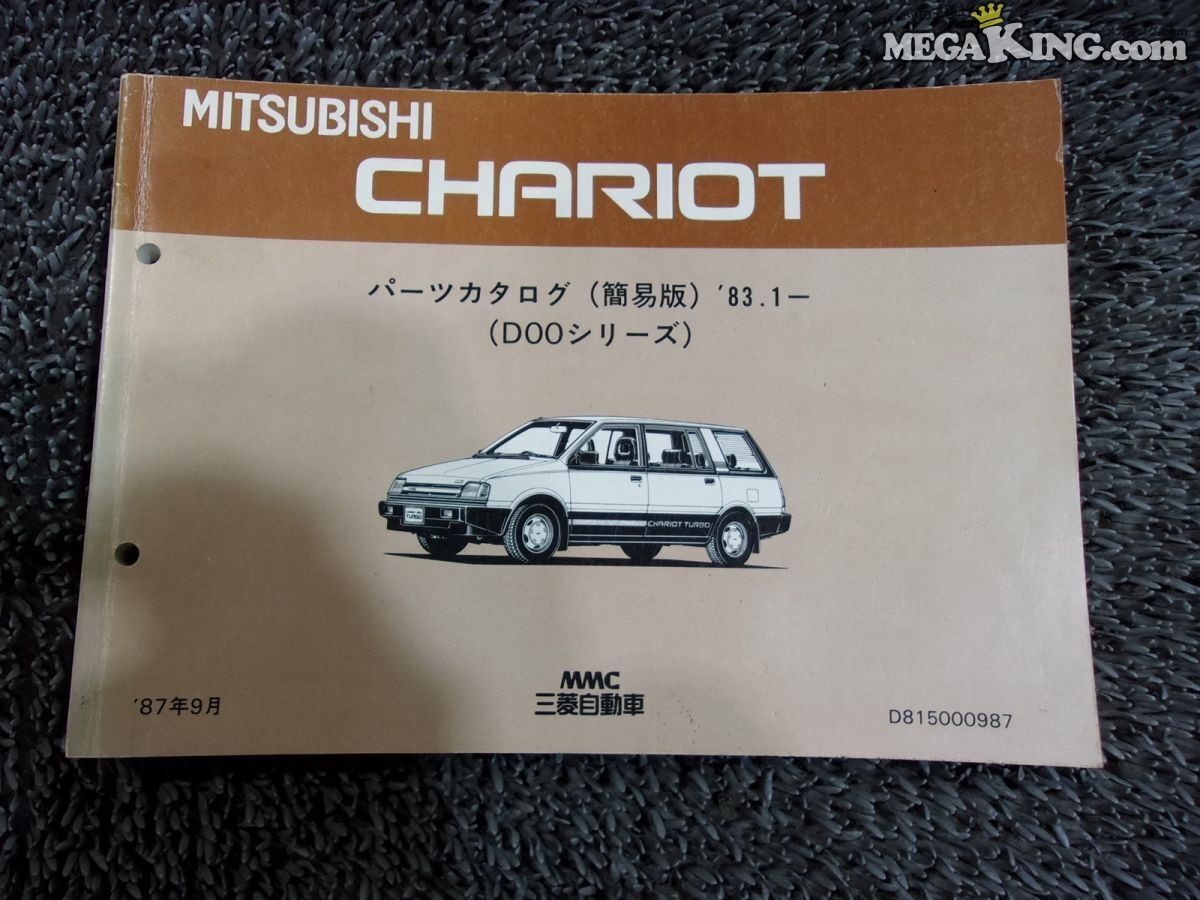 MEGAKING.com
MITSUBISHI
CHARIOT
パーツカタログ (簡易版) '83.1ー
(D00シリーズ)
TURBO
CHARIOT TURBO
MMC
三菱自動車
'87年9月
D815000987